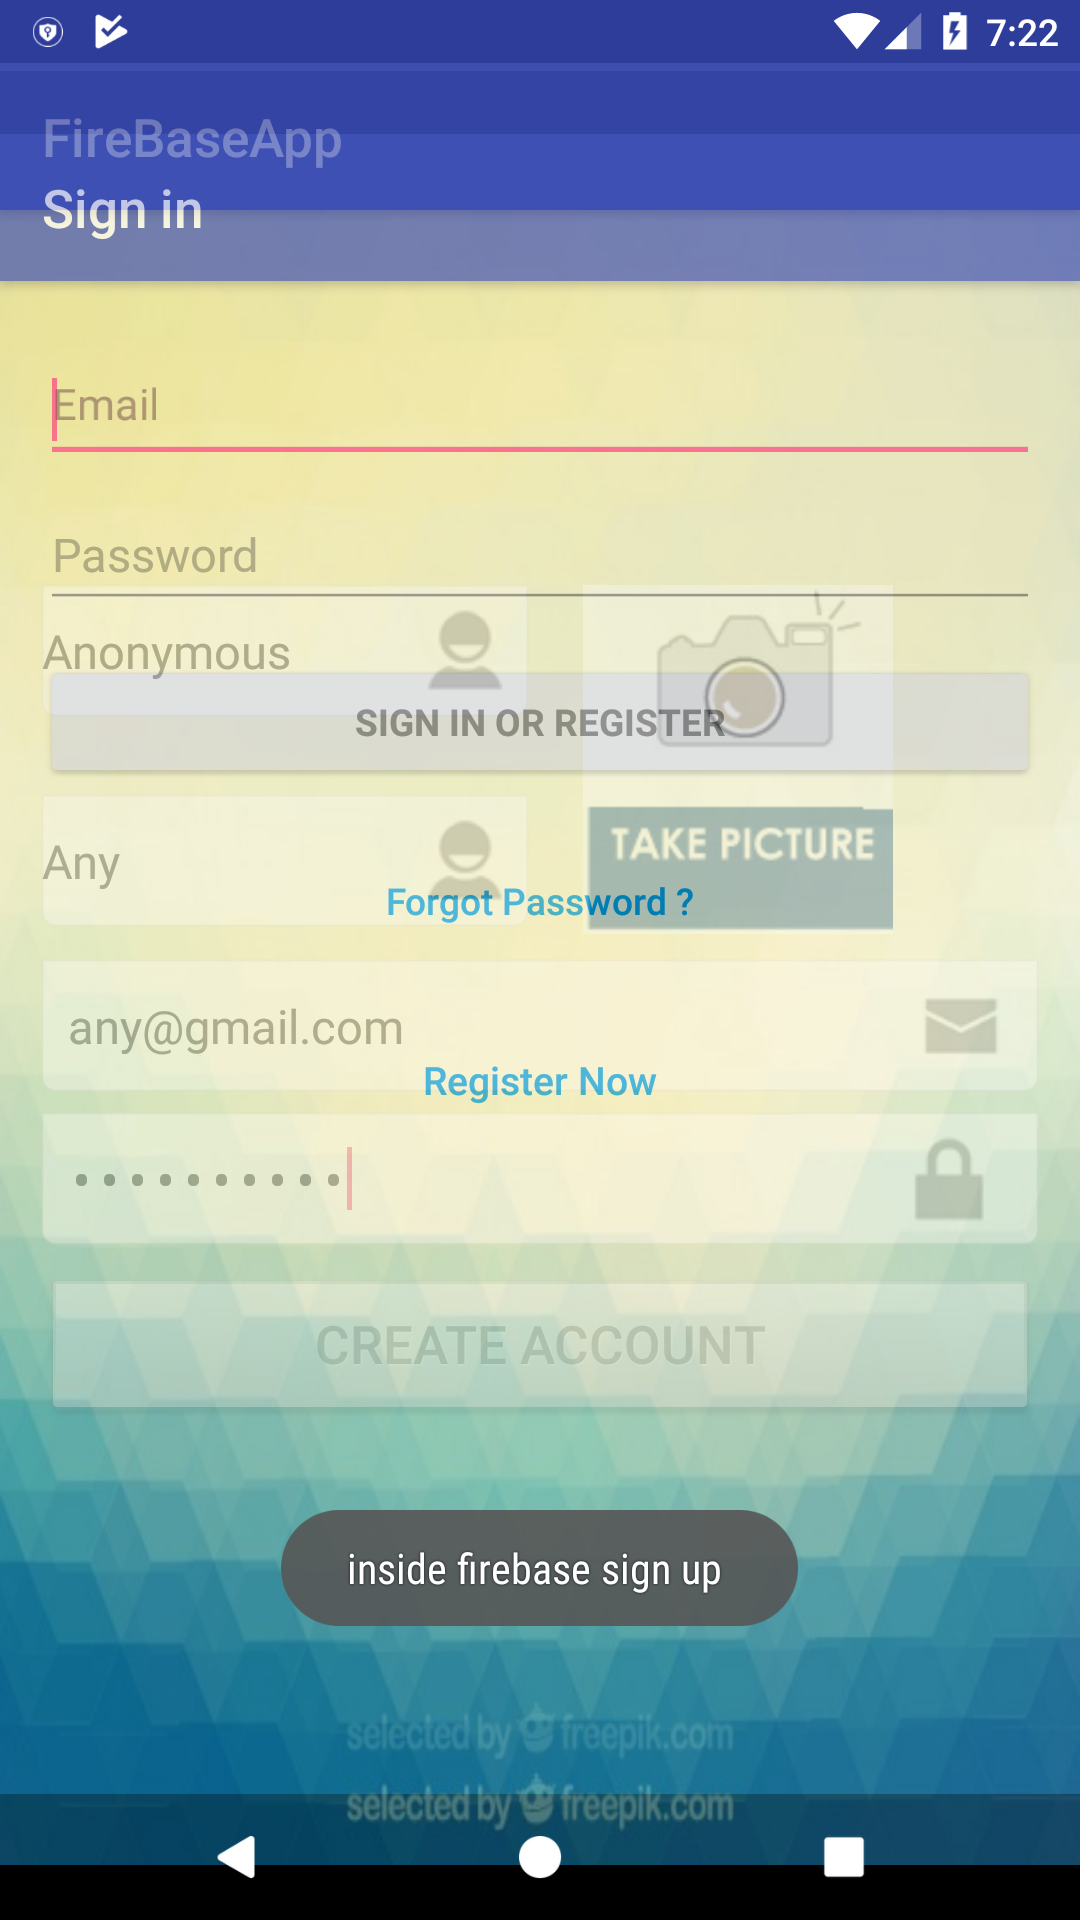 7:22
FireBaseApp
Sign in
Email
Password
Anonymous
SIGN IN OR REGISTER
TAKE PICTURE
Any
Forgot Password ?
any@gmail.com
Register Now
CREATE ACCOUNT
inside firebase sign up
selected by freepik.com
selected by freepik.com